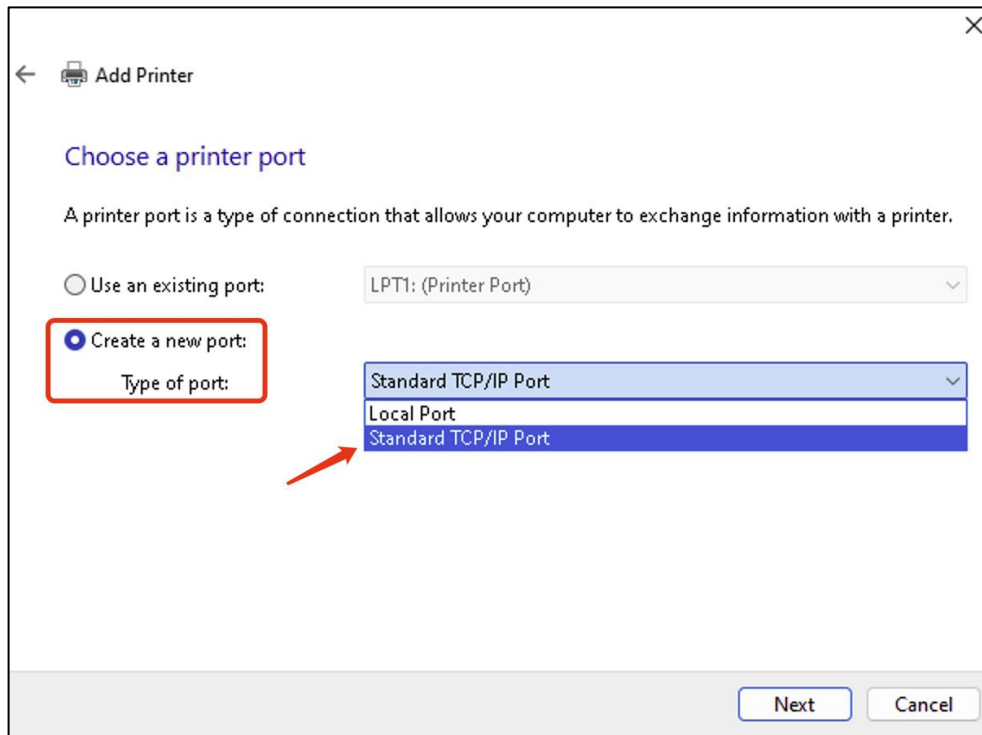 Add Printer
Choose a printer port
A printer port is a type of connection that allows your computer to exchange information with a printer.
Use an existing port: LPT1: (Printer Port)
Create a new port:
Type of port: Standard TCP/IP Port
Local Port
Standard TCP/IP Port
Next Cancel